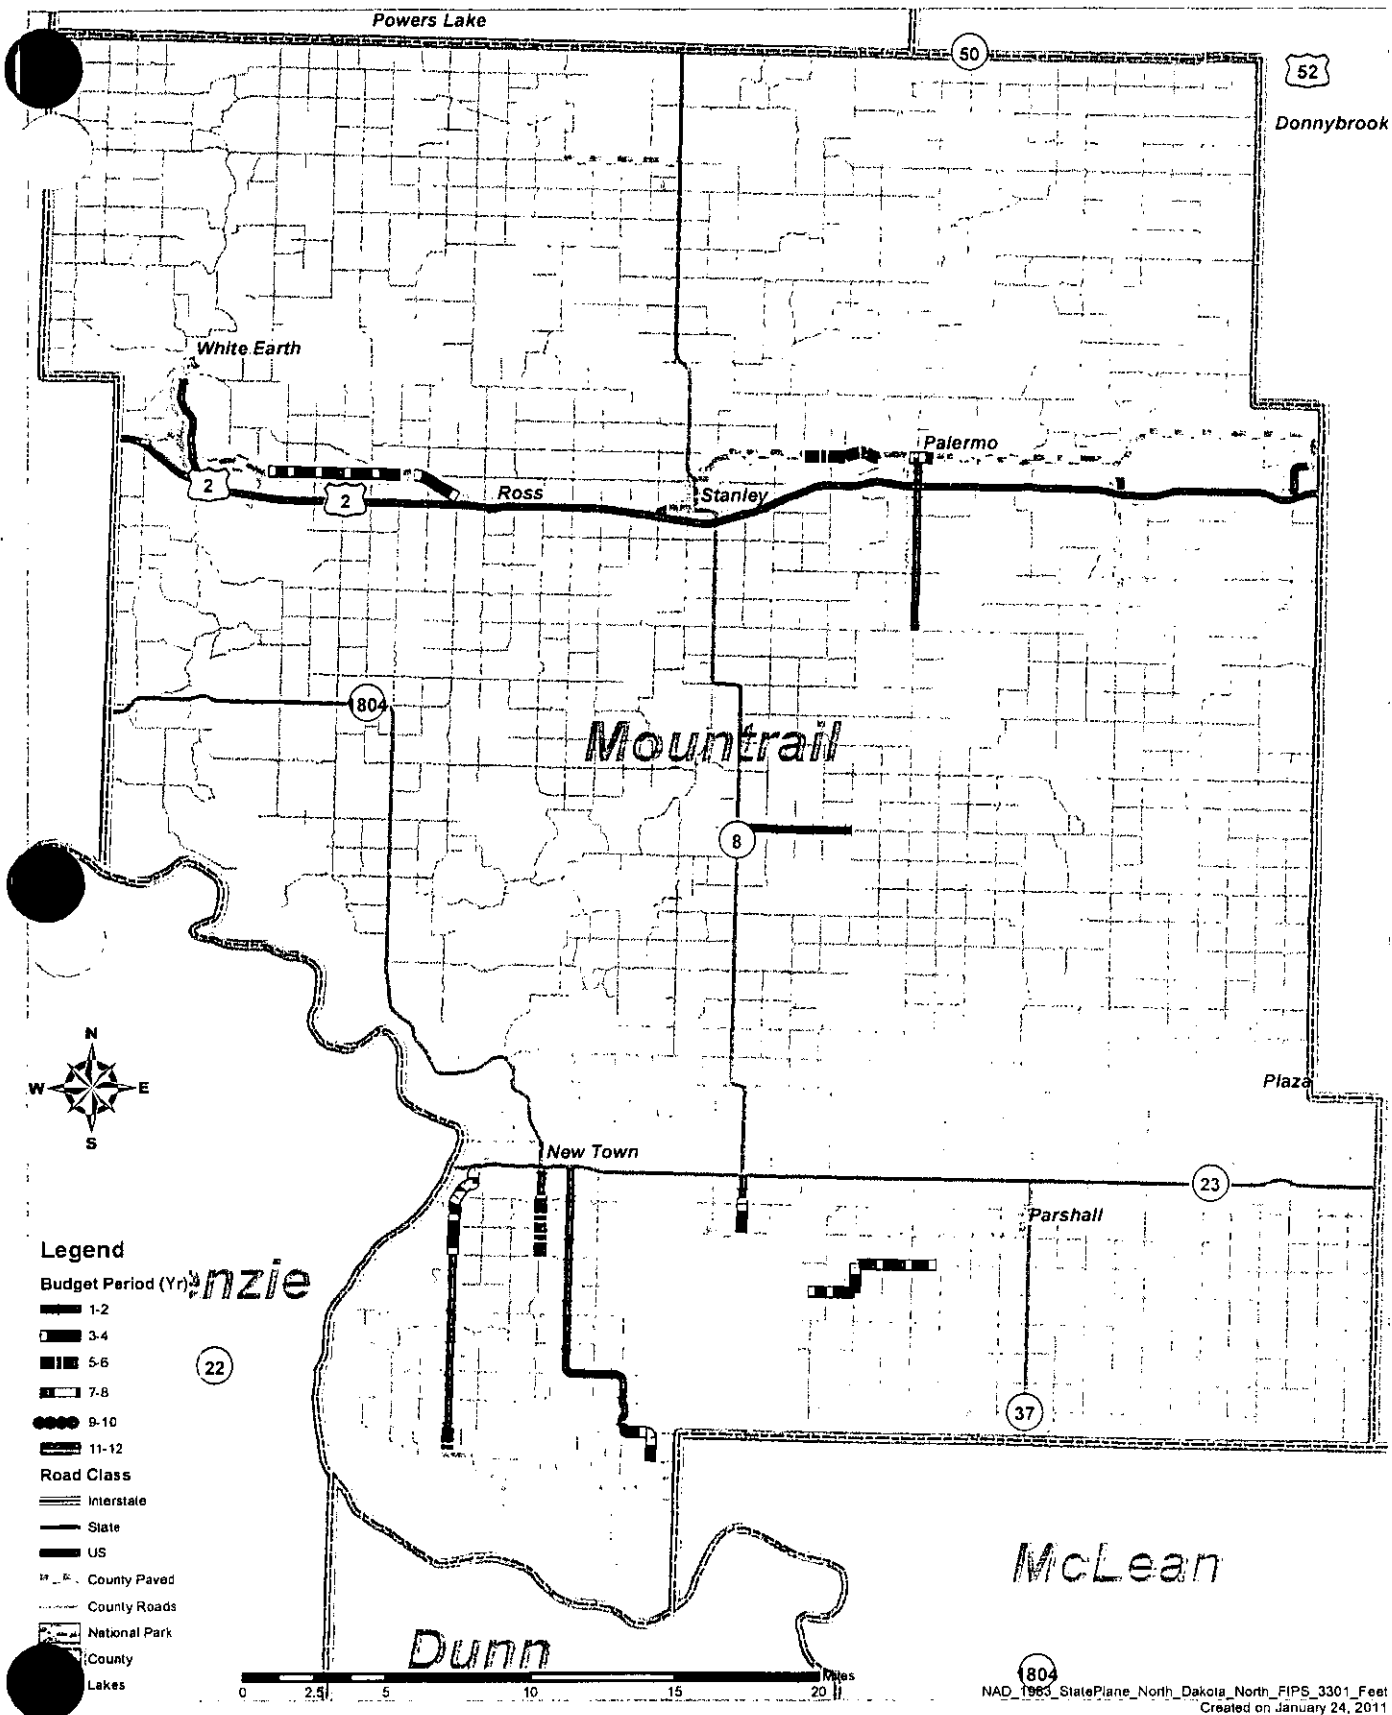 Powers Lake
50
52
Donnybrook
White Earth
Palermo
2
2
Ross
Stanley
804
Mountrail
8
N
W E
S
Plaza
New Town
23
Parshall
Legend
Budget Period (Yr)
enzie
1-2
3-4
5-6
22
7-8
9-10
37
11-12
Road Class
Interstate
State
US
County Paved
McLean
County Roads
National Park
Dunn
County
Lakes
Miles
1804
0 2.5 5 10 15 20
NAD_1983_StatePlane_North_Dakota_North_FIPS_3301_Feet
Created on January 24, 2011